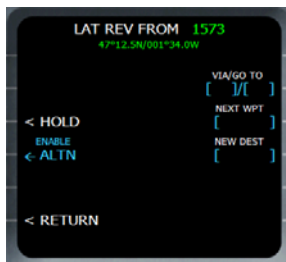 LAT REV FROM 1573
47°12.5N/001°34.0W
VIA/GO TO
[ ]/[ ]
NEXT WPT
< HOLD [ ]
ENABLE NEW DEST
← ALTN [ ]
< RETURN